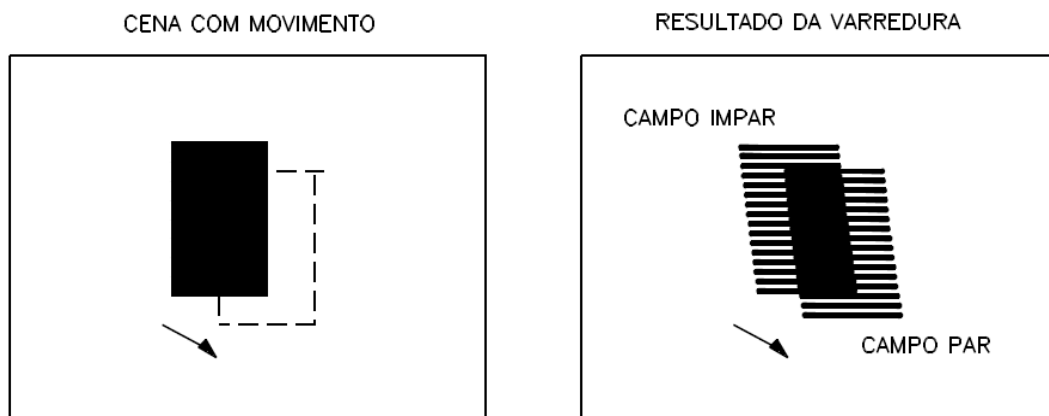 CENA COM MOVIMENTO
RESULTADO DA VARREDURA
CAMPO IMPAR
CAMPO PAR